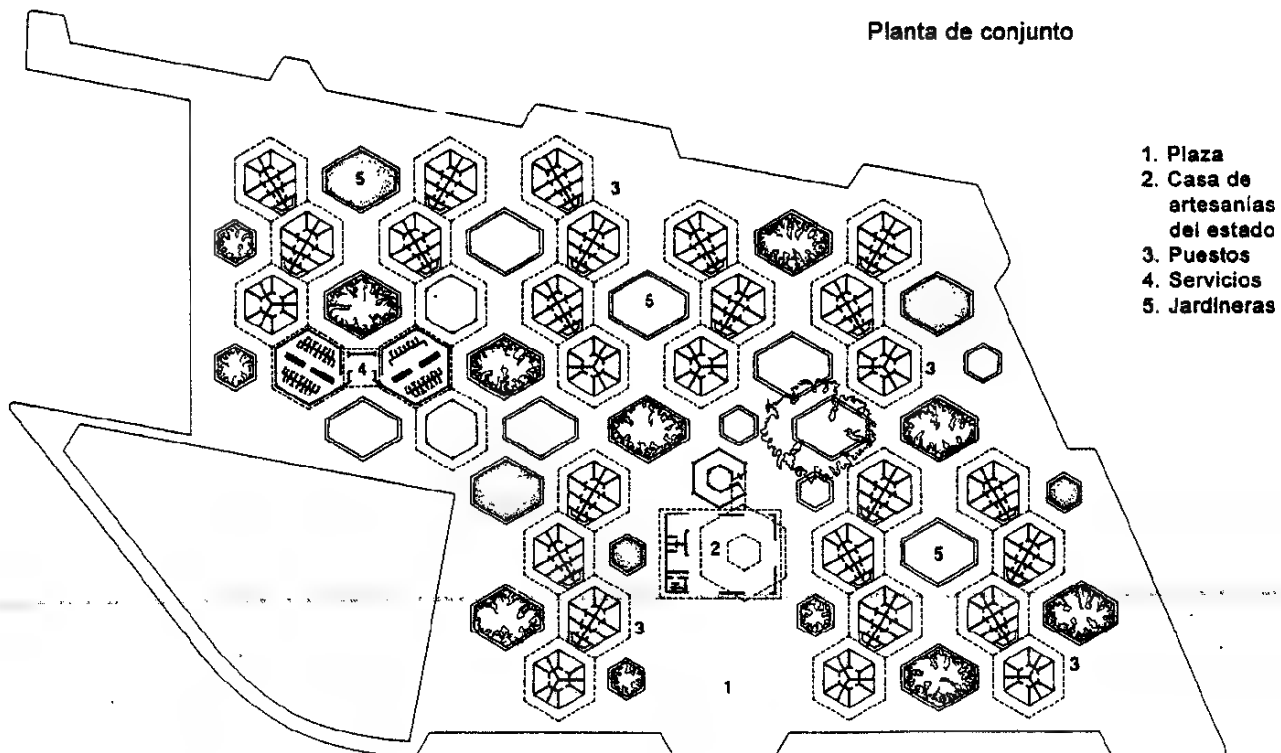 Planta de conjunto
1. Plaza
2. Casa de
artesanías
del estado
3. Puestos
4. Servicios
5. Jardineras
5
3
5
3
4
2
5
3
3
1